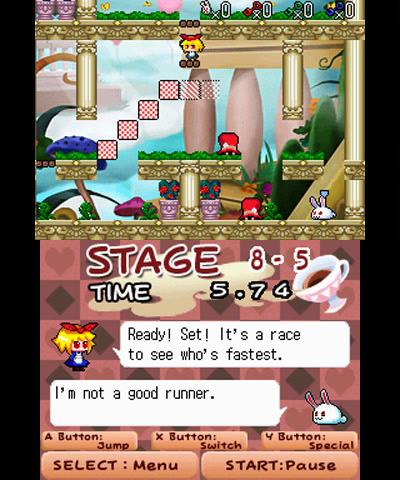 ×0 ×0 ×0 ×0
STAGE 8-5
TIME 5.74
Ready! Set! It's a race
to see who's fastest.
I'm not a good runner.
A Button: Jump
X Button: Switch
Y Button: Special
SELECT: Menu
START:Pause